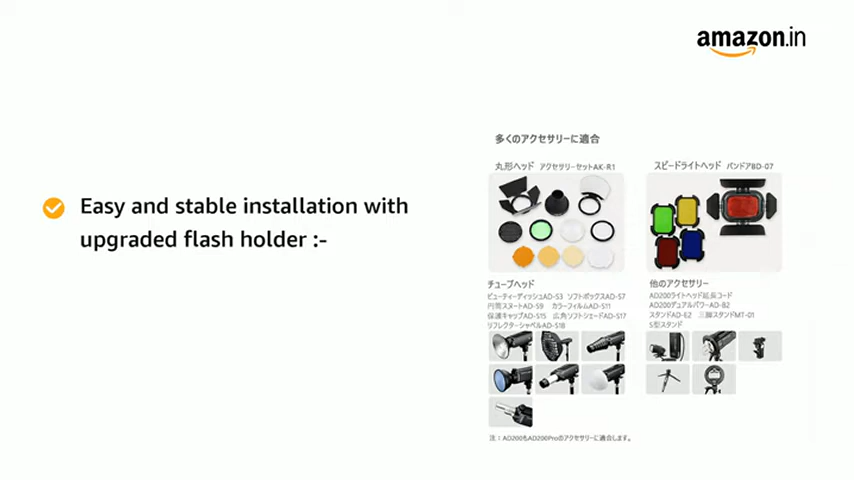 amazon.in
Easy and stable installation with
upgraded flash holder :-
多くのアクセサリーに適合
丸形ヘッド アクセサリーセットAK-R1
スピードライトヘッド バンドアBD-07
チューブヘッド
ビューティーディッシュAD-S3 ソフトボックスAD-S7
円筒スヌートAD-S9 カラーフィルムAD-S11
保護キャップAD-S15 広角ソフトシェードAD-S17
リフレクターシャベルAD-S18
他のアクセサリー
AD200ライトヘッド延長コード
AD200デュアルパワーAD-B2
スタンドAD-E2 三脚スタンドMT-01
S型スタンド
注：AD200もAD200Proのアクセサリーに適合します。